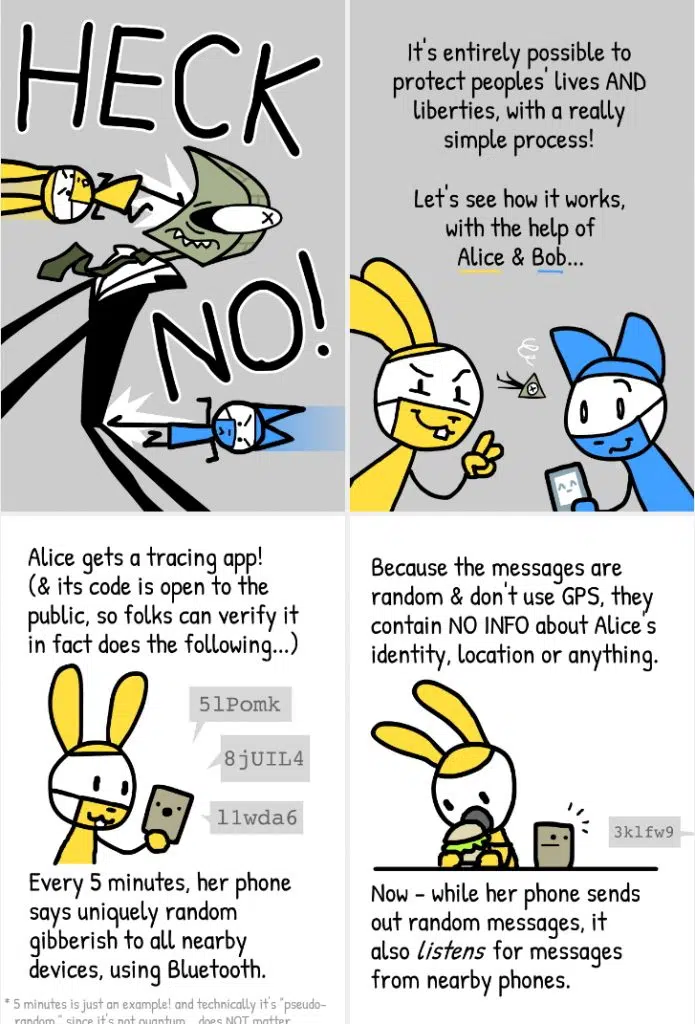 HECK
NO!
It's entirely possible to
protect peoples' lives AND
liberties, with a really
simple process!
Let's see how it works,
with the help of
Alice & Bob...
Alice gets a tracing app!
(& its code is open to the
public, so folks can verify it
in fact does the following...)
51Pomk
8jUIL4
l1wda6
Every 5 minutes, her phone
says uniquely random
gibberish to all nearby
devices, using Bluetooth.
* 5 minutes is just an example! and technically it's "pseudo-
random," since it's not quantum... does NOT matter
Because the messages are
random & don't use GPS, they
contain NO INFO about Alice's
identity, location or anything.
3klfw9
Now – while her phone sends
out random messages, it
also listens for messages
from nearby phones.